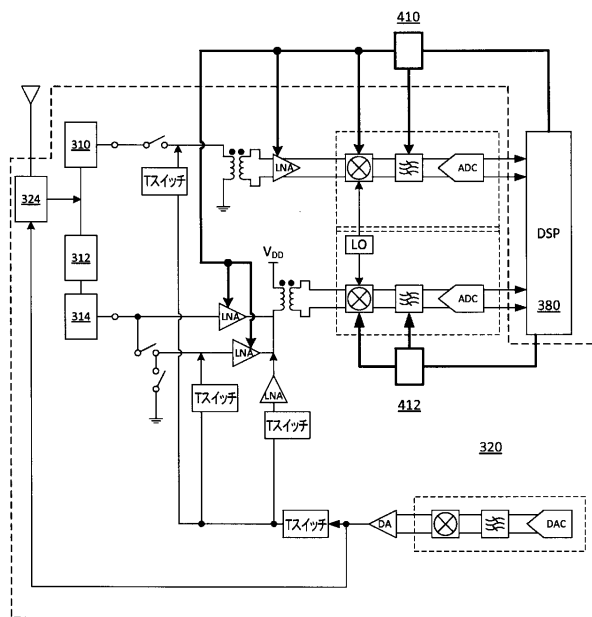 410
310
Tスイッチ
LNA
ADC
324
LO
DSP
312
V_DD
380
314
LNA
ADC
LNA
Tスイッチ
LNA
412
Tスイッチ
320
Tスイッチ
DA
DAC